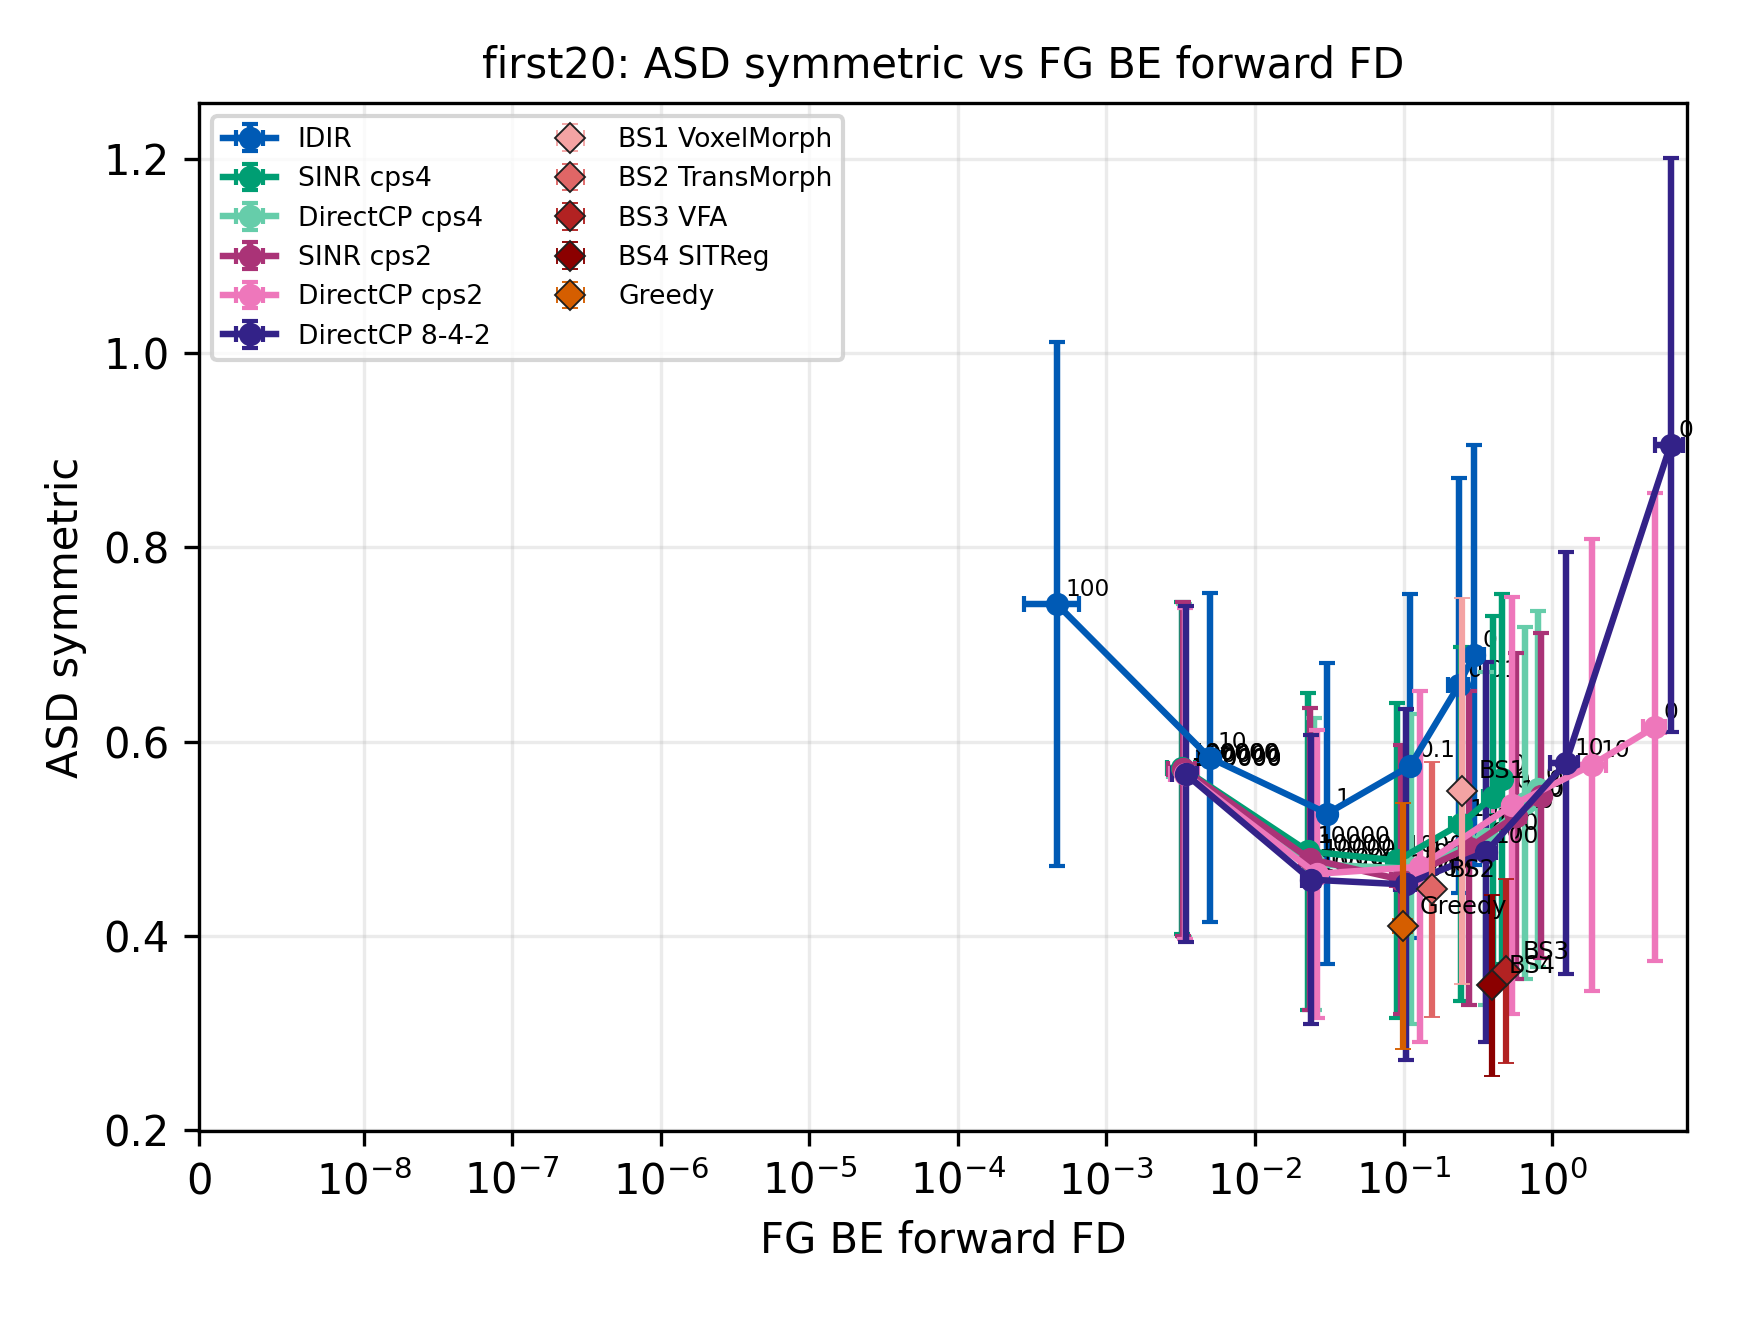 first20: ASD symmetric vs FG BE forward FD
IDIR
SINR cps4
DirectCP cps4
SINR cps2
DirectCP cps2
DirectCP 8-4-2
BS1 VoxelMorph
BS2 TransMorph
BS3 VFA
BS4 SITReg
Greedy
ASD symmetric
1.2
1.0
0.8
0.6
0.4
0.2
0
100
0
0
10
10
10
0.1
BS1
1
10000
100
BS2
Greedy
BS3
BS4
0
10⁻⁸
10⁻⁷
10⁻⁶
10⁻⁵
10⁻⁴
10⁻³
10⁻²
10⁻¹
10⁰
FG BE forward FD